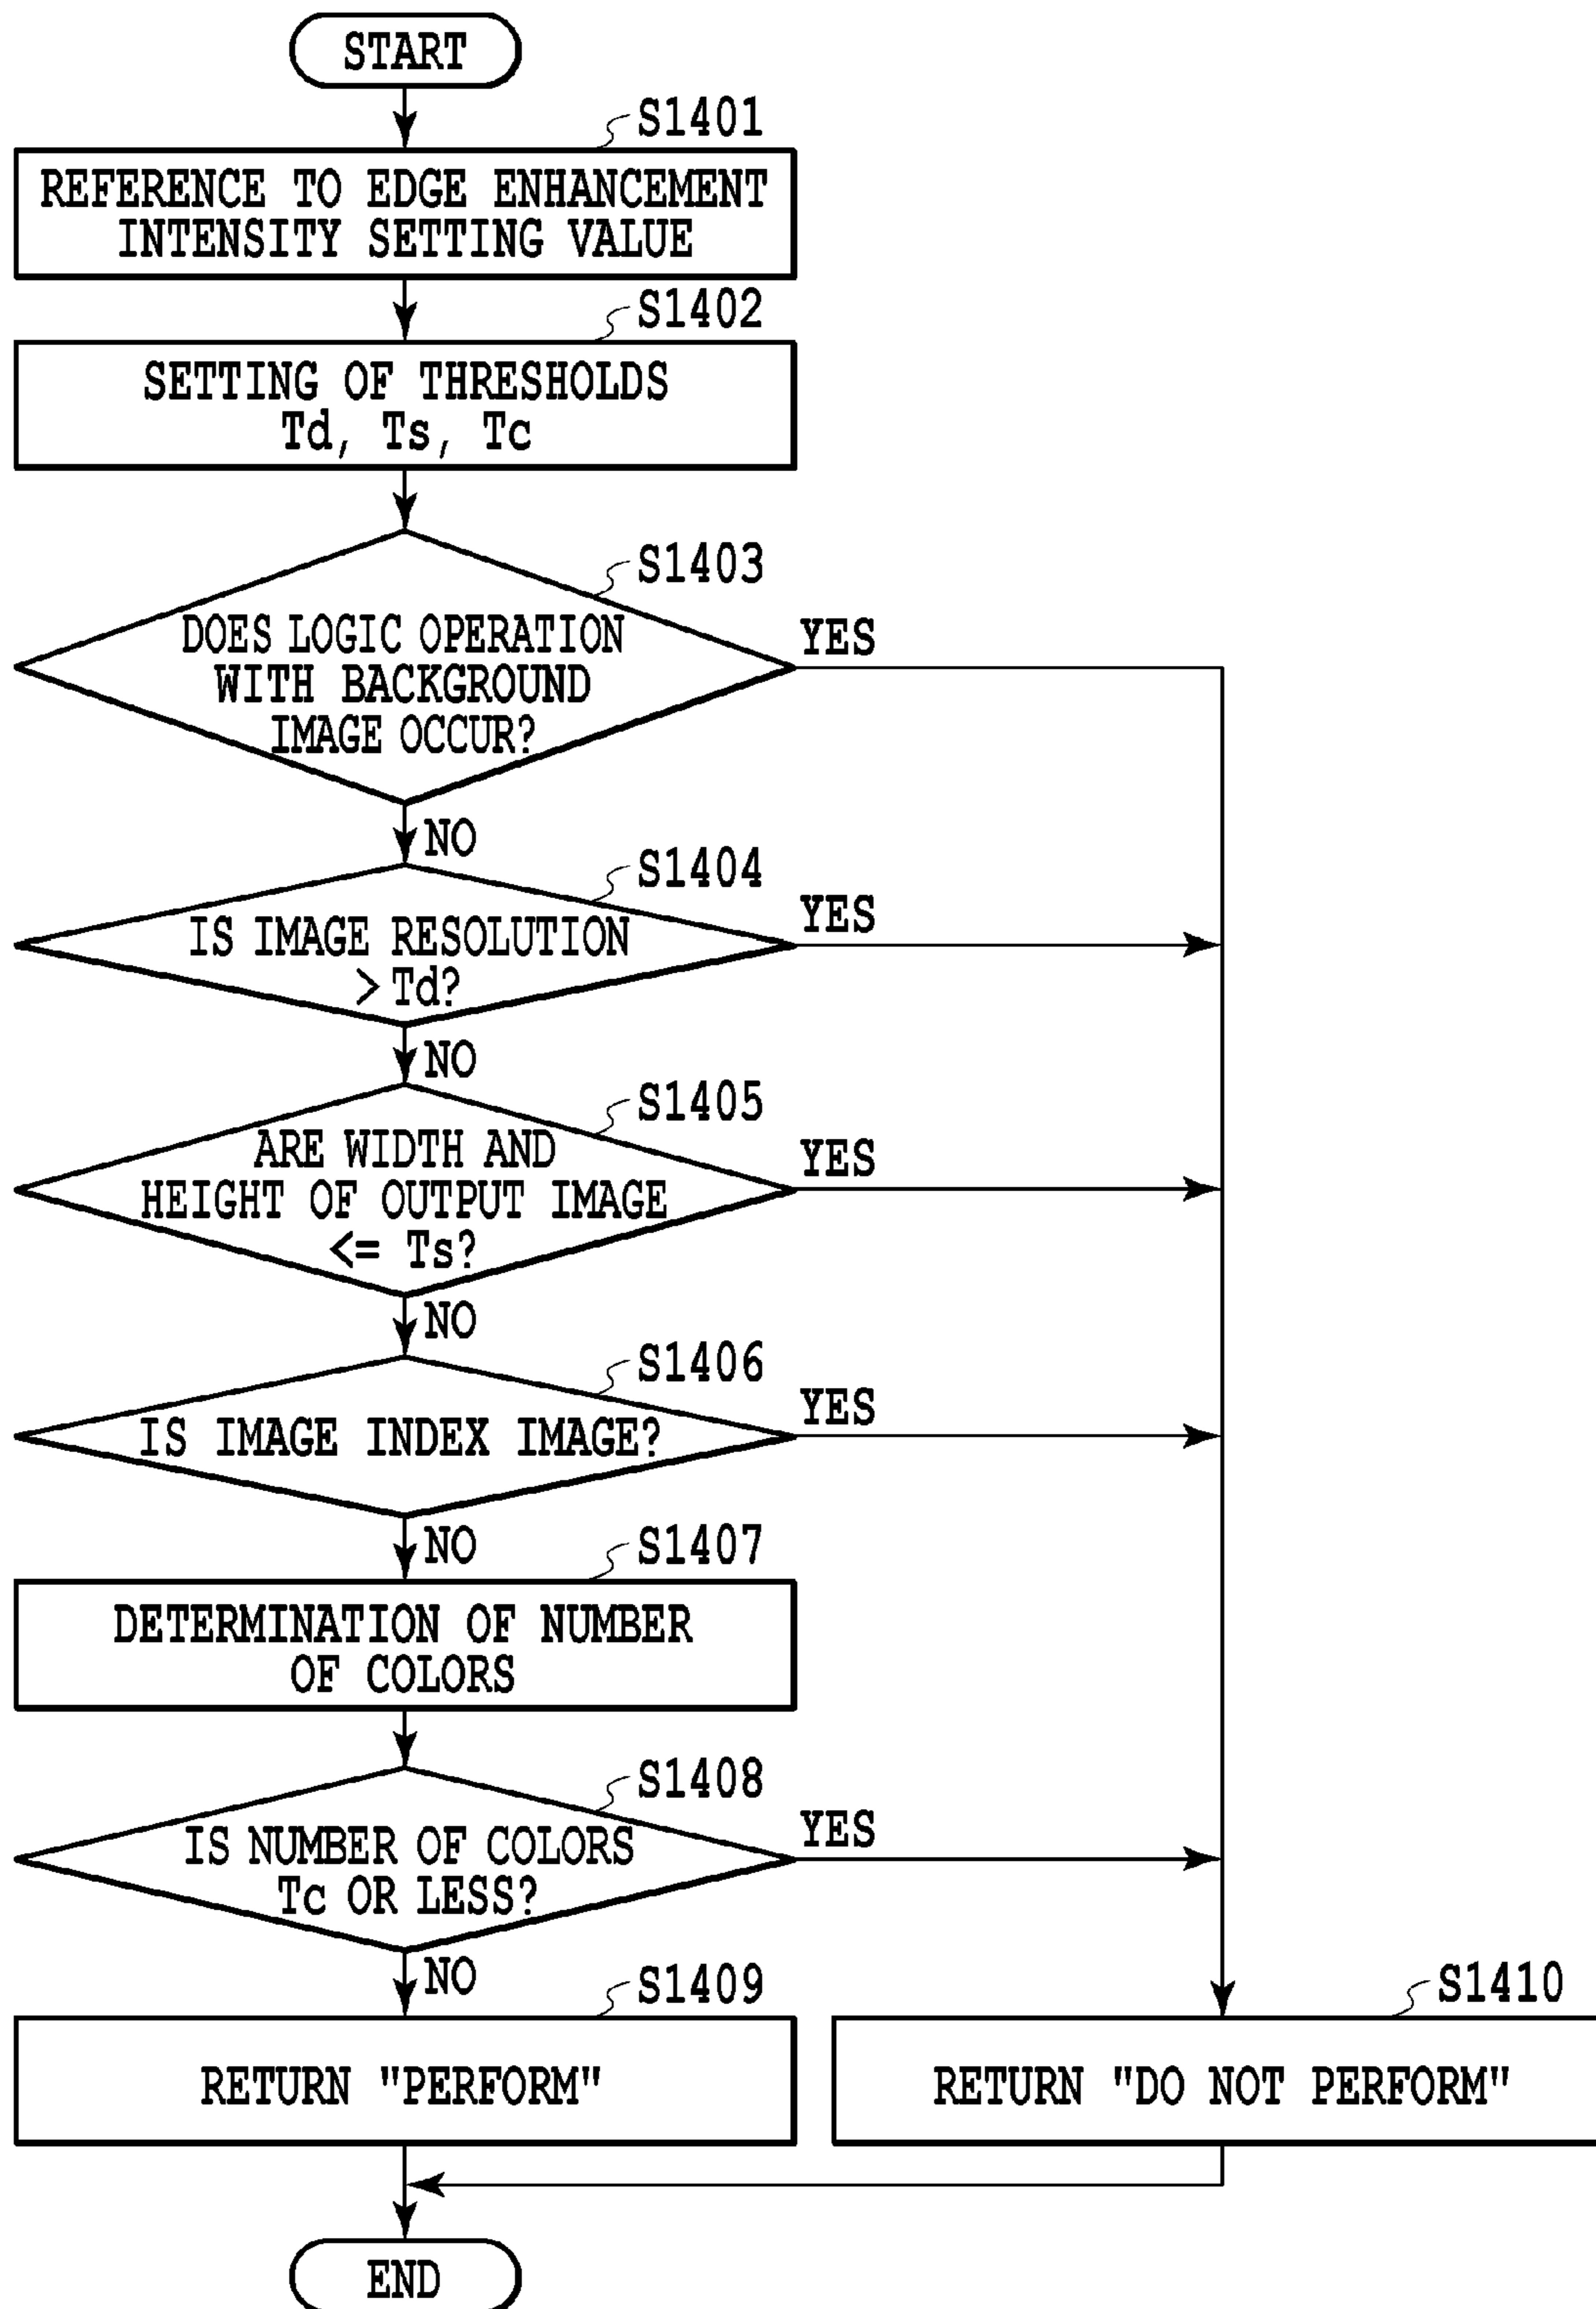 START
S1401
REFERENCE TO EDGE ENHANCEMENT
INTENSITY SETTING VALUE
S1402
SETTING OF THRESHOLDS
Td, Ts, Tc
S1403
DOES LOGIC OPERATION
WITH BACKGROUND
IMAGE OCCUR?
YES
NO
S1404
IS IMAGE RESOLUTION
> Td?
YES
NO
S1405
ARE WIDTH AND
HEIGHT OF OUTPUT IMAGE
<= Ts?
YES
NO
S1406
IS IMAGE INDEX IMAGE?
YES
NO
S1407
DETERMINATION OF NUMBER
OF COLORS
S1408
IS NUMBER OF COLORS
Tc OR LESS?
YES
NO
S1409
RETURN "PERFORM"
S1410
RETURN "DO NOT PERFORM"
END